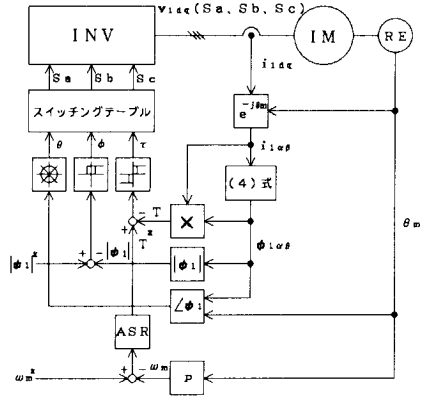 v₁dq(Sa、Sb、Sc)
INV
IM
RE
Sa
Sb
Sc
i₁dq
スイッチングテーブル
e^-jθm
θ
φ
τ
i₁αβ
(4)式
- T
×
θm
+
T*
φ₁αβ
|φ₁|*
+
-
|φ₁|
|φ₁|
∠φ₁
ASR
ωm*
+
-
ωm
P